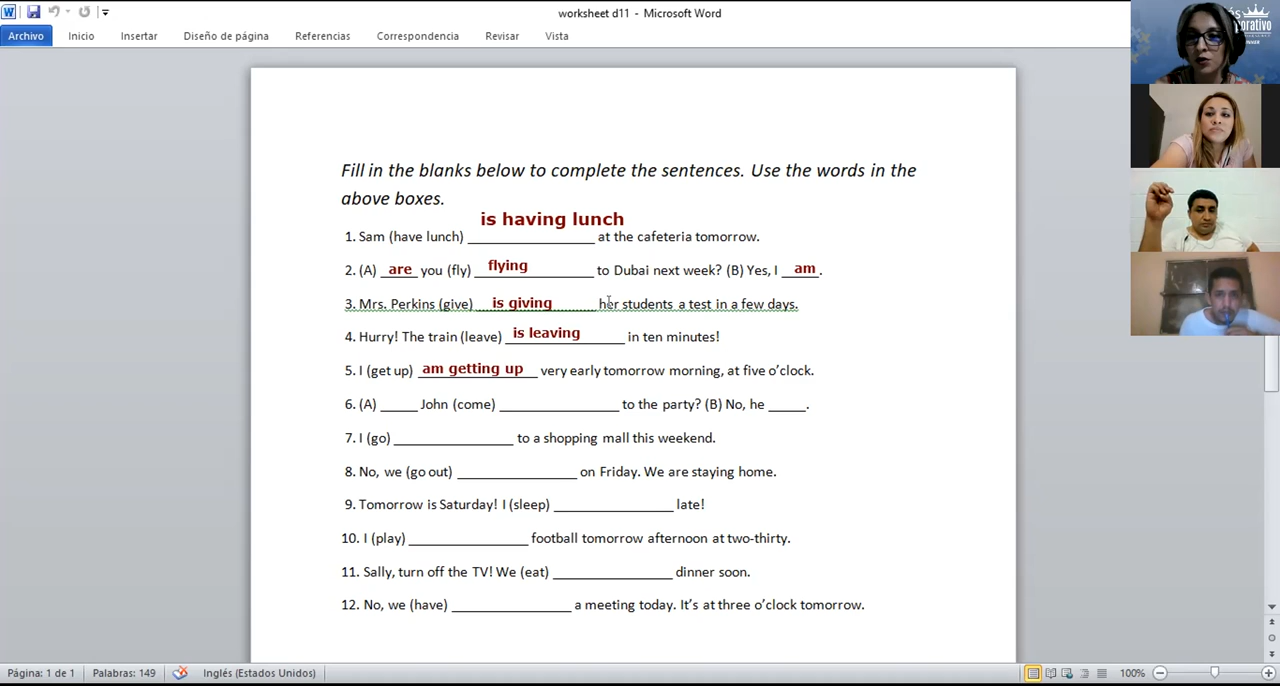 worksheet d11 - Microsoft Word
Archivo Inicio Insertar Diseño de página Referencias Correspondencia Revisar Vista
Fill in the blanks below to complete the sentences. Use the words in the
above boxes.
is having lunch
1. Sam (have lunch) __________ at the cafeteria tomorrow.
2. (A) are you (fly) flying to Dubai next week? (B) Yes, I am.
3. Mrs. Perkins (give) is giving her students a test in a few days.
4. Hurry! The train (leave) is leaving in ten minutes!
5. I (get up) am getting up very early tomorrow morning, at five o’clock.
6. (A) _____ John (come) __________ to the party? (B) No, he _____.
7. I (go) __________ to a shopping mall this weekend.
8. No, we (go out) __________ on Friday. We are staying home.
9. Tomorrow is Saturday! I (sleep) __________ late!
10. I (play) __________ football tomorrow afternoon at two-thirty.
11. Sally, turn off the TV! We (eat) __________ dinner soon.
12. No, we (have) __________ a meeting today. It’s at three o’clock tomorrow.
Página: 1 de 1 Palabras: 149 Inglés (Estados Unidos) 100%